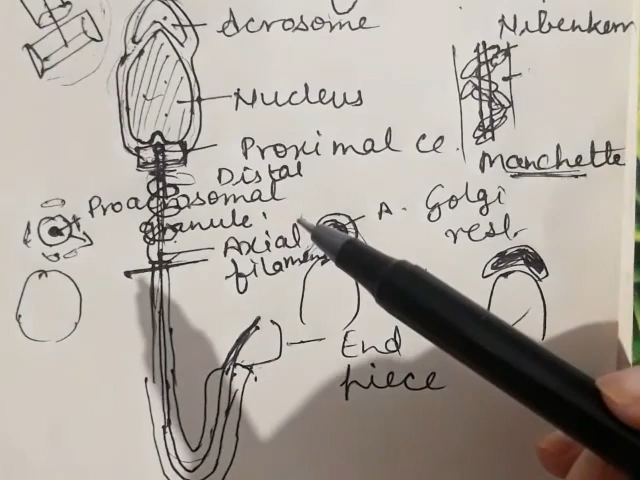 Acrosome
Nebenkern
Nucleus
Proximal ce.
Distal
Manchette
Proacrosomal
granule.
A. Golgi
rest.
Axial
filament
End
piece